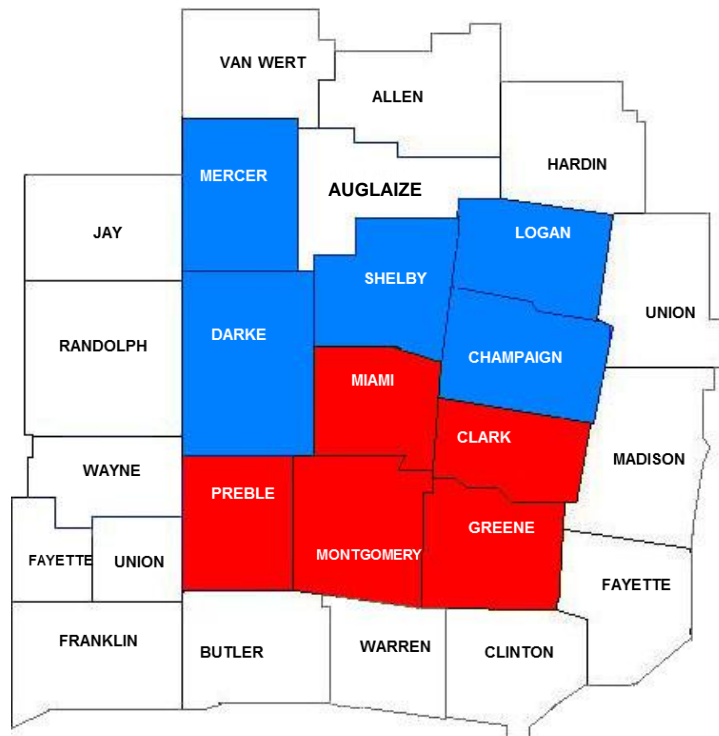 VAN WERT
ALLEN
HARDIN
MERCER
AUGLAIZE
JAY
LOGAN
SHELBY
UNION
DARKE
RANDOLPH
CHAMPAIGN
MIAMI
CLARK
MADISON
WAYNE
PREBLE
GREENE
MONTGOMERY
FAYETTE
UNION
FAYETTE
FRANKLIN
BUTLER
WARREN
CLINTON